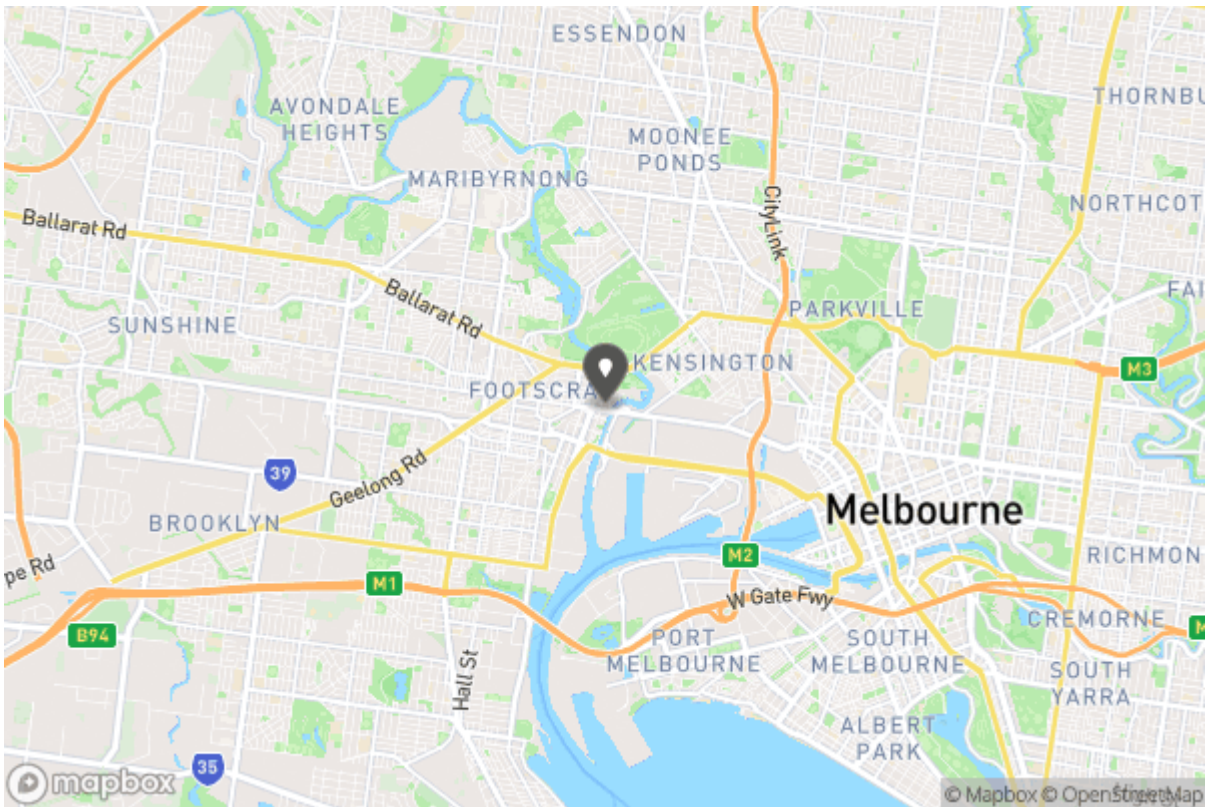 ESSENDON
AVONDALE
HEIGHTS
THORNBU
MOONEE
PONDS
MARIBYRNONG
CityLink
NORTHCOT
Ballarat Rd
Ballarat Rd
FAI
PARKVILLE
SUNSHINE
KENSINGTON
M3
FOOTSCRA
39
Geelong Rd
Melbourne
BROOKLYN
M2
RICHMON
pe Rd
M1
W Gate Fwy
B94
CREMORNE
M
PORT
MELBOURNE
SOUTH
MELBOURNE
Hall St
SOUTH
YARRA
ALBERT
PARK
35
mapbox
© Mapbox © OpenStreetMap